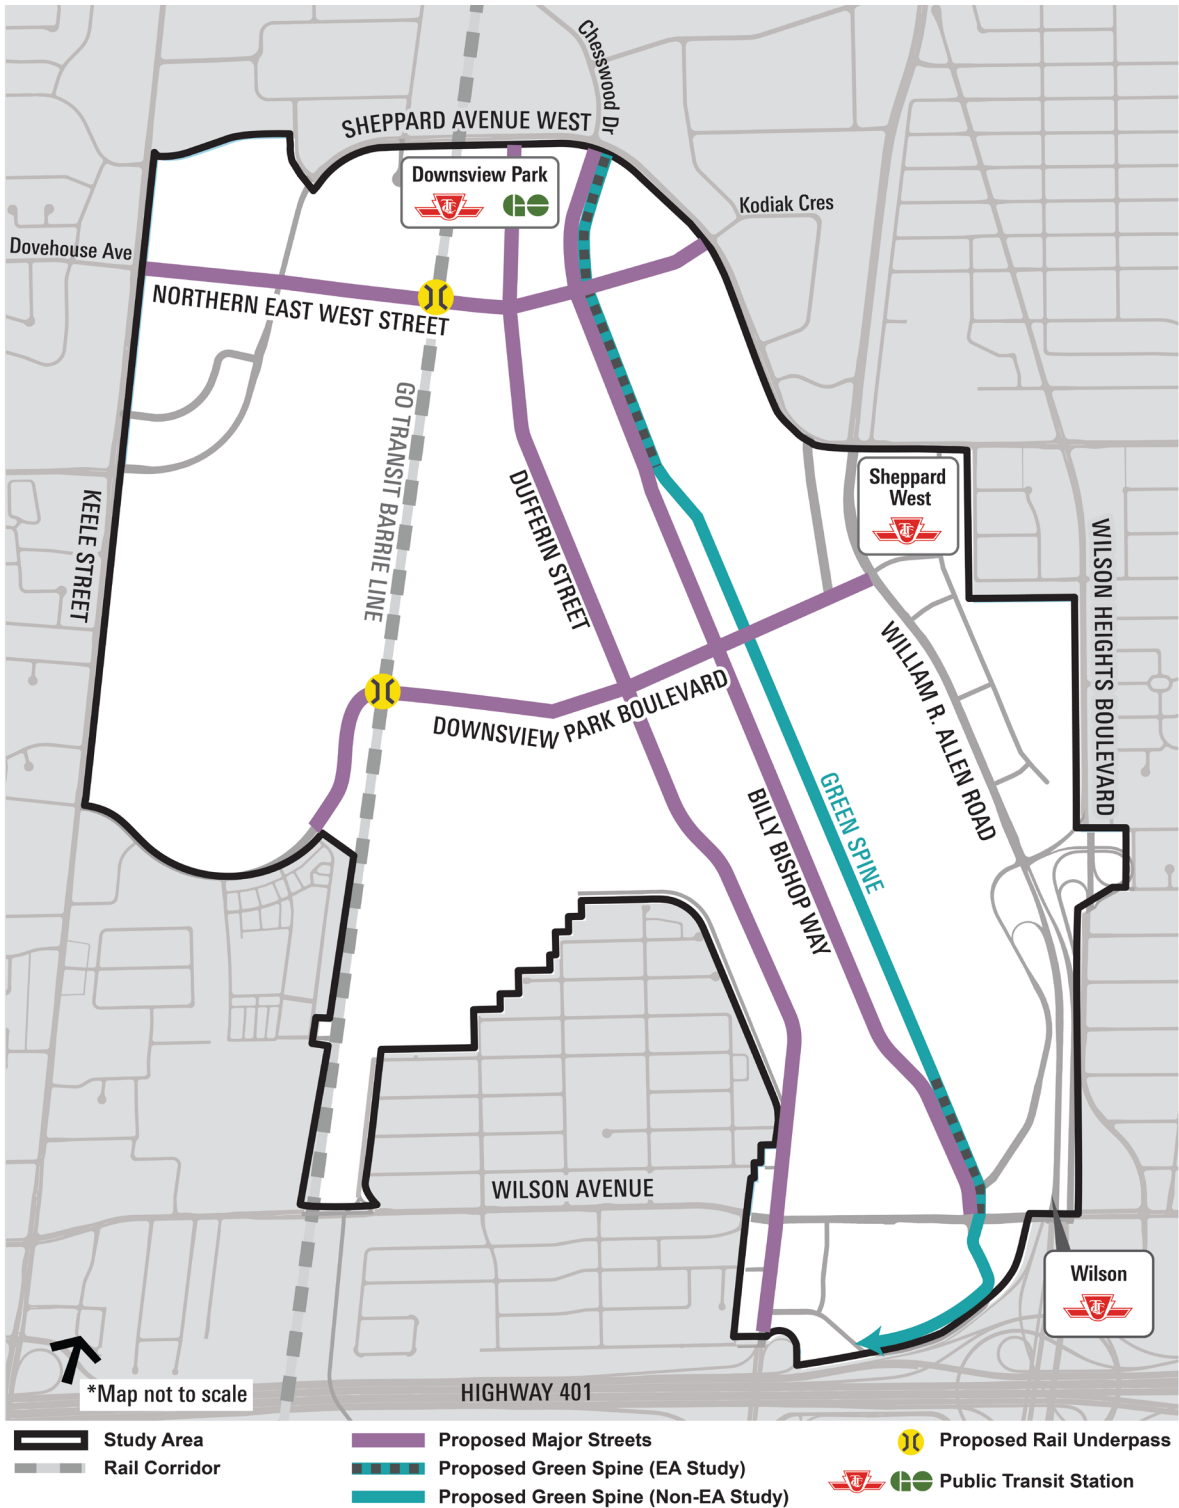 Chesswood Dr
SHEPPARD AVENUE WEST
Downsview Park
GO
Kodiak Cres
Dovehouse Ave
NORTHERN EAST WEST STREET
GO TRANSIT BARRIE LINE
KEELE STREET
DUFFERIN STREET
Sheppard
West
WILSON HEIGHTS BOULEVARD
WILLIAM R. ALLEN ROAD
DOWNSVIEW PARK BOULEVARD
GREEN SPINE
BILLY BISHOP WAY
WILSON AVENUE
Wilson
*Map not to scale
HIGHWAY 401
Study Area
Rail Corridor
Proposed Major Streets
Proposed Green Spine (EA Study)
Proposed Green Spine (Non-EA Study)
Proposed Rail Underpass
GO
Public Transit Station